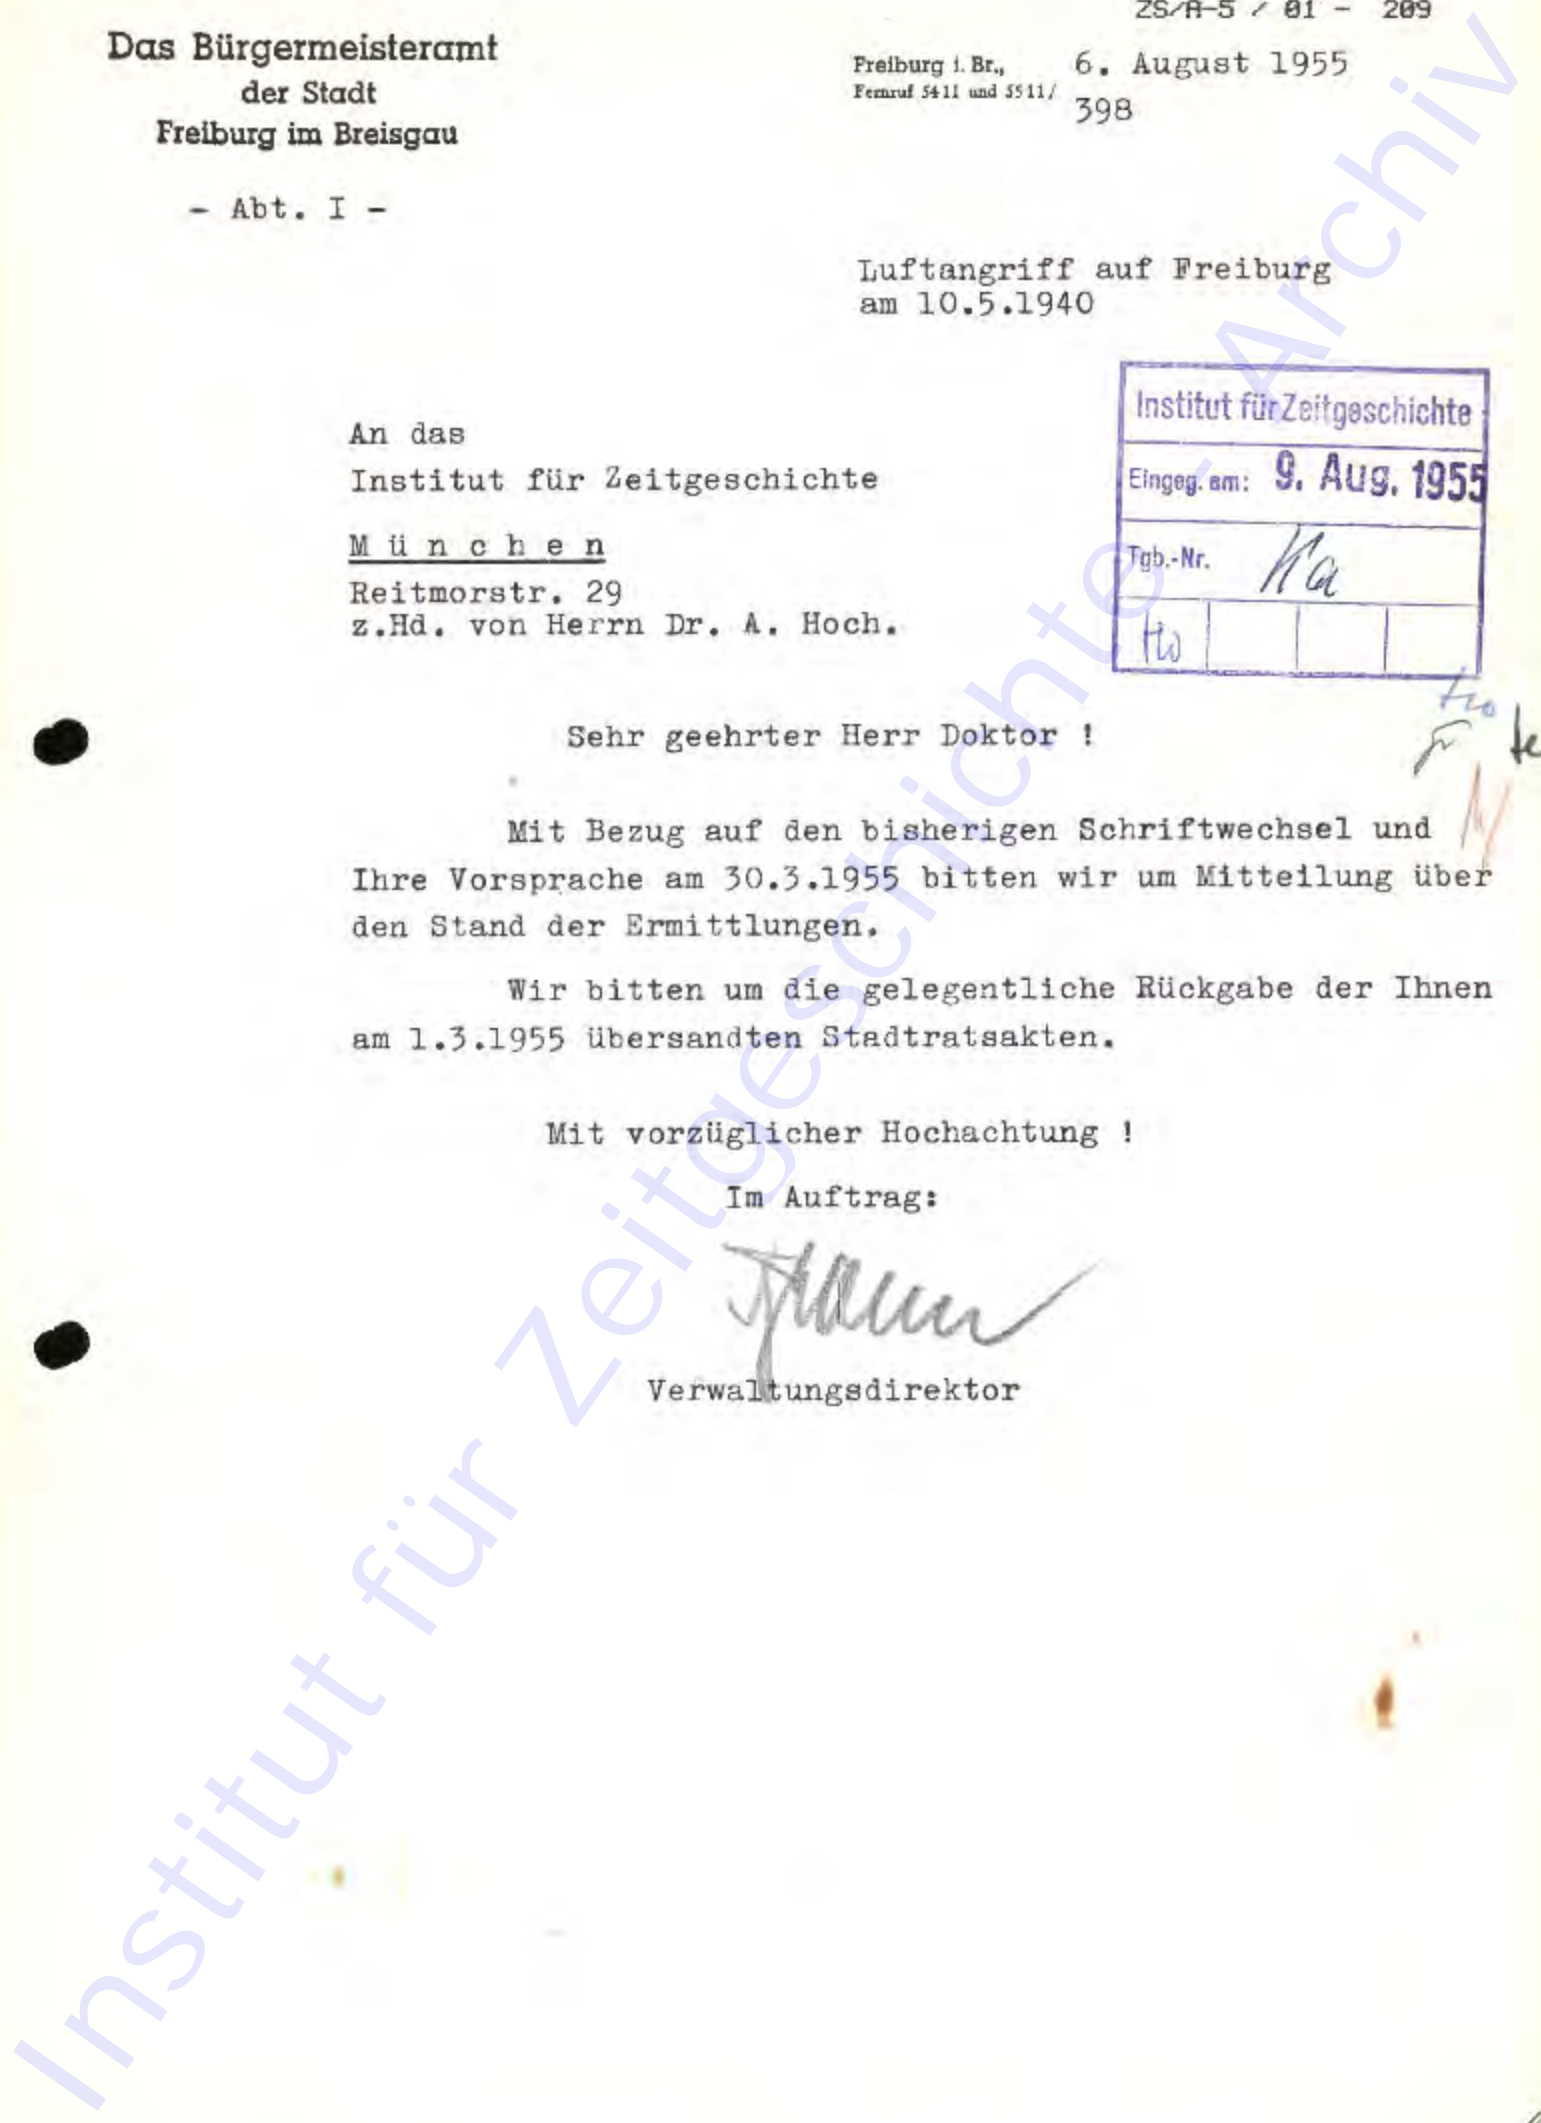 ZS/A-5 / 01 - 209
Das Bürgermeisteramt
der Stadt
Freiburg im Breisgau
- Abt. I -
Freiburg i. Br., 6. August 1955
Fernruf 5411 und 5511/ 398
Luftangriff auf Freiburg
am 10.5.1940
Institut für Zeitgeschichte
Eingeg. am: 9. Aug. 1955
Tgb.-Nr.
An das
Institut für Zeitgeschichte
M ü n c h e n
Reitmorstr. 29
z.Hd. von Herrn Dr. A. Hoch.
Sehr geehrter Herr Doktor !
Mit Bezug auf den bisherigen Schriftwechsel und
Ihre Vorsprache am 30.3.1955 bitten wir um Mitteilung über
den Stand der Ermittlungen.
Wir bitten um die gelegentliche Rückgabe der Ihnen
am 1.3.1955 übersandten Stadtratsakten.
Mit vorzüglicher Hochachtung !
Im Auftrag:
Verwaltungsdirektor
Institut für Zeitgeschichte - Archiv